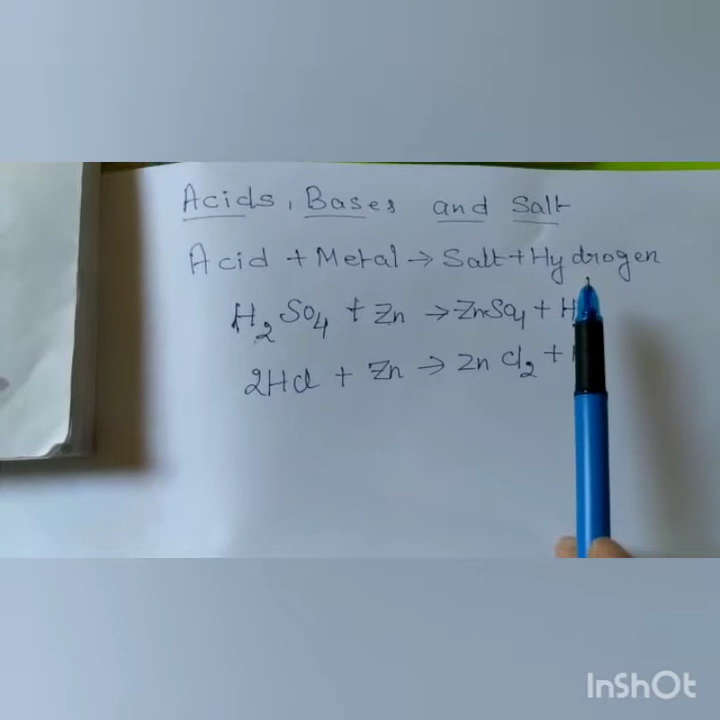 Acids, Bases and Salt
Acid + Metal → Salt + Hydrogen
H₂SO₄ + Zn → ZnSO₄ + H
2HCl + Zn → ZnCl₂ +
InShOt